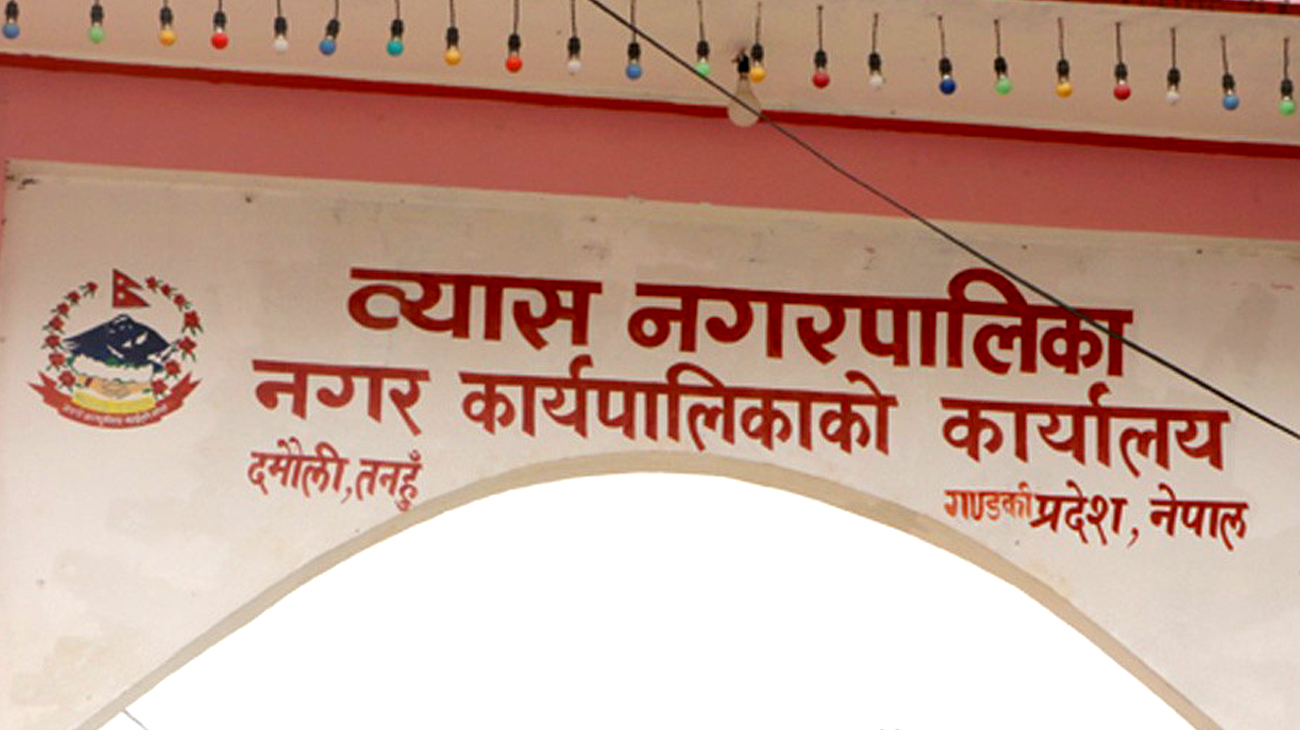 व्यास नगरपालिका
नगर कार्यपालिकाको कार्यालय
दमौली, तनहुँ
गण्डकी प्रदेश, नेपाल